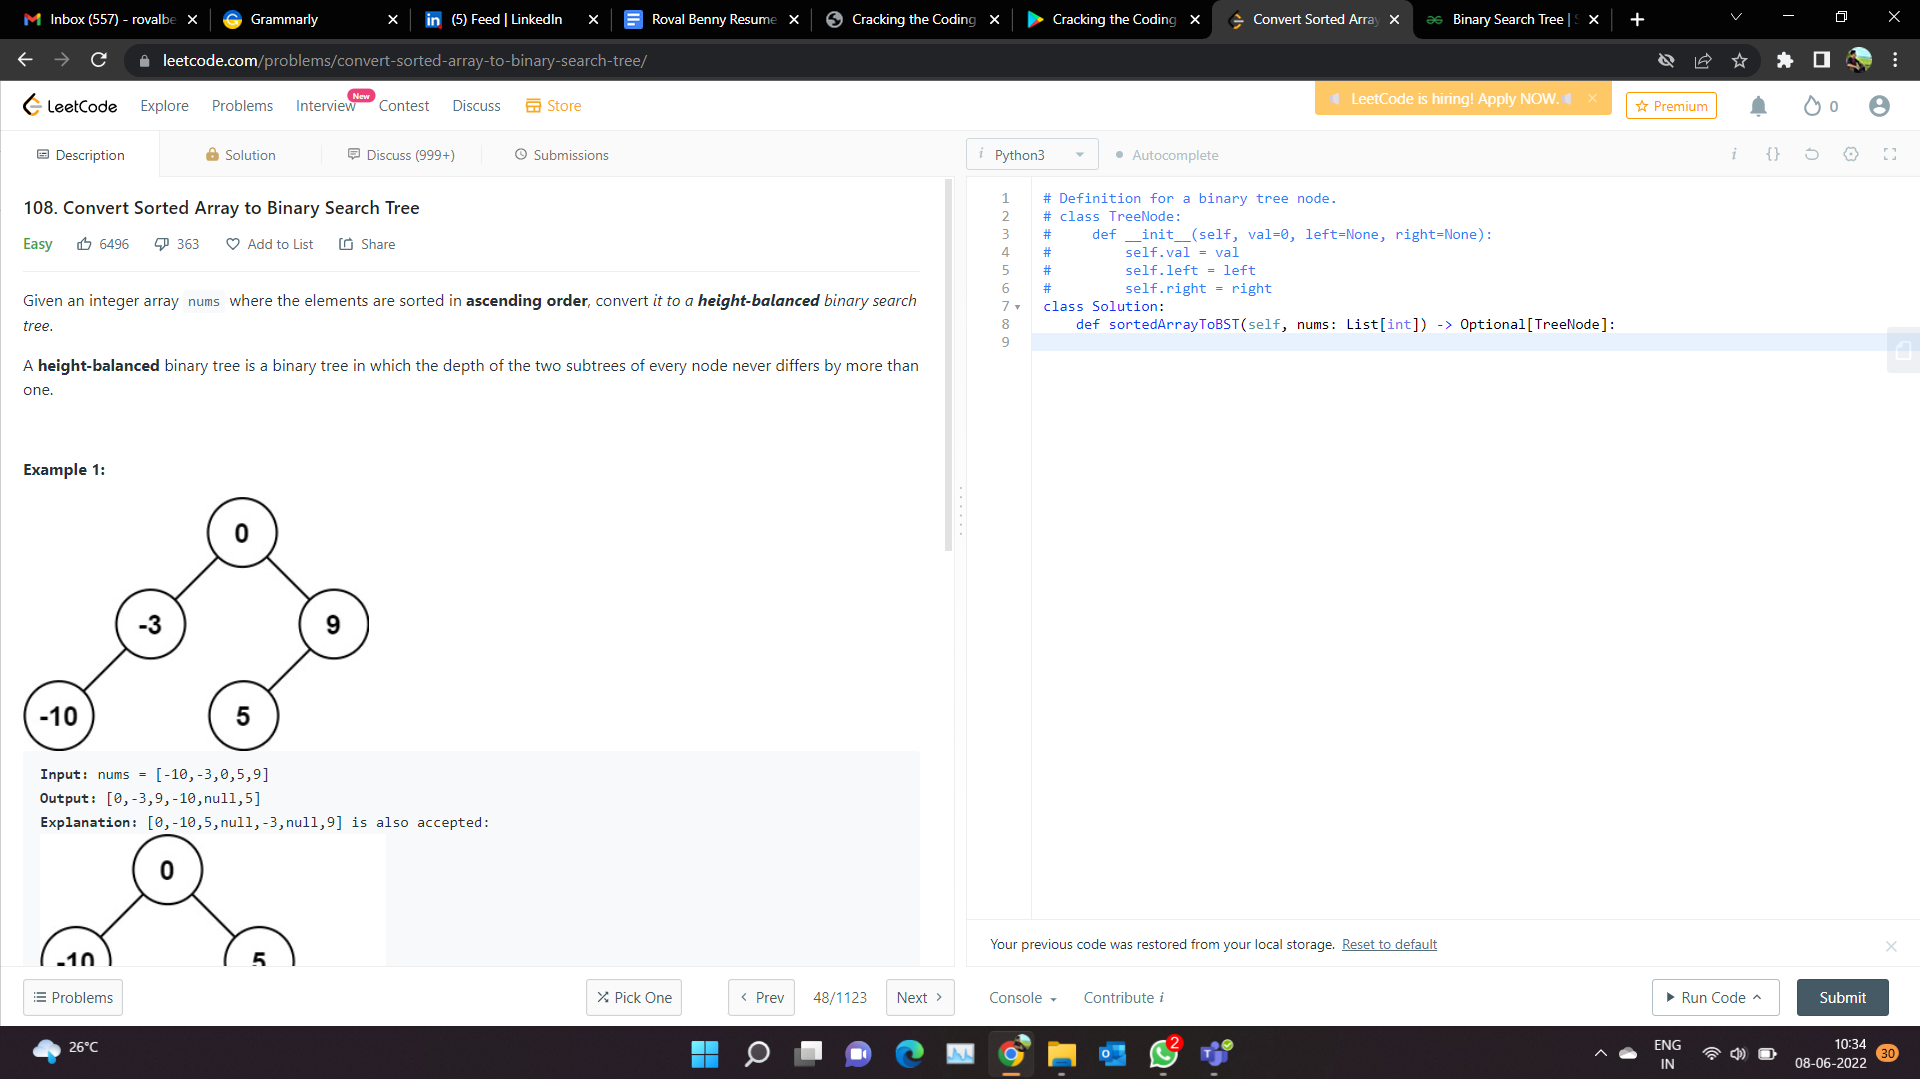 Inbox (557) - rovalbe
Grammarly
(5) Feed | LinkedIn
Roval Benny Resume
Cracking the Coding
Cracking the Coding
Convert Sorted Array
Binary Search Tree | S
leetcode.com/problems/convert-sorted-array-to-binary-search-tree/
LeetCode
Explore
Problems
Interview
New
Contest
Discuss
Store
LeetCode is hiring! Apply NOW.
Premium
0
Description
Solution
Discuss (999+)
Submissions
i Python3
Autocomplete
i {}
108. Convert Sorted Array to Binary Search Tree
Easy 6496 363 Add to List Share
Given an integer array nums where the elements are sorted in ascending order, convert it to a height-balanced binary search
tree.
A height-balanced binary tree is a binary tree in which the depth of the two subtrees of every node never differs by more than
one.
Example 1:
0
-3 9
-10 5
Input: nums = [-10,-3,0,5,9]
Output: [0,-3,9,-10,null,5]
Explanation: [0,-10,5,null,-3,null,9] is also accepted:
0
-10 5
1 # Definition for a binary tree node.
2 # class TreeNode:
3 #     def __init__(self, val=0, left=None, right=None):
4 #         self.val = val
5 #         self.left = left
6 #         self.right = right
7 class Solution:
8     def sortedArrayToBST(self, nums: List[int]) -> Optional[TreeNode]:
9
Your previous code was restored from your local storage. Reset to default
Problems
Pick One
Prev
48/1123
Next
Console
Contribute i
Run Code
Submit
26°C
2
ENG
IN
10:34
08-06-2022
30